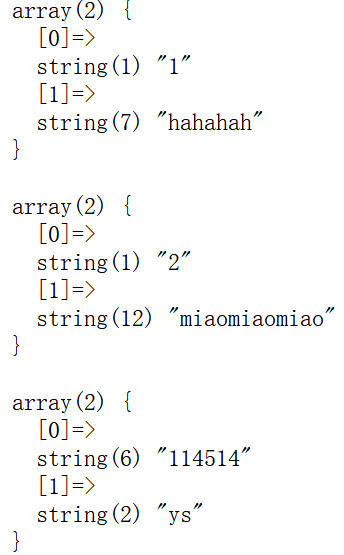 array(2) {
  [0]=>
  string(1) "1"
  [1]=>
  string(7) "hahahah"
}

array(2) {
  [0]=>
  string(1) "2"
  [1]=>
  string(12) "miaomiaomiao"
}

array(2) {
  [0]=>
  string(6) "114514"
  [1]=>
  string(2) "ys"
}